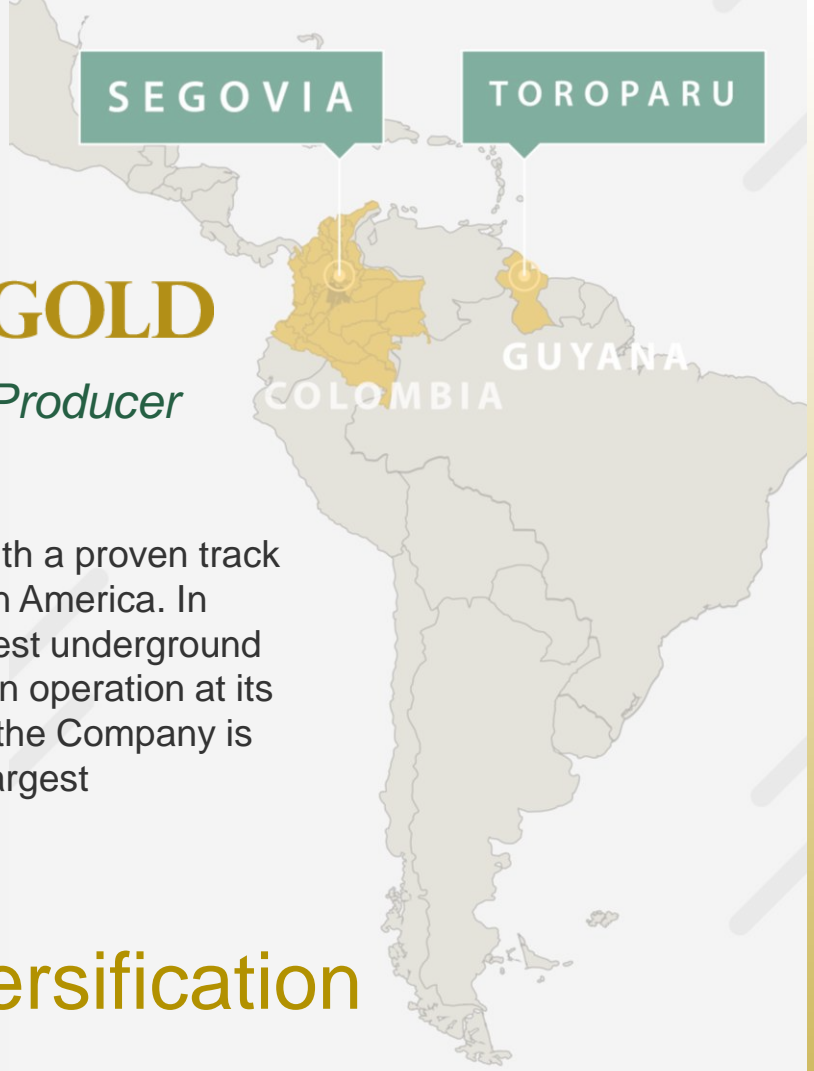 SEGOVIA
TOROPARU
GOLD
GUYANA
Producer
COLOMBIA
th a proven track
n America. In
est underground
n operation at its
the Company is
argest
ersification